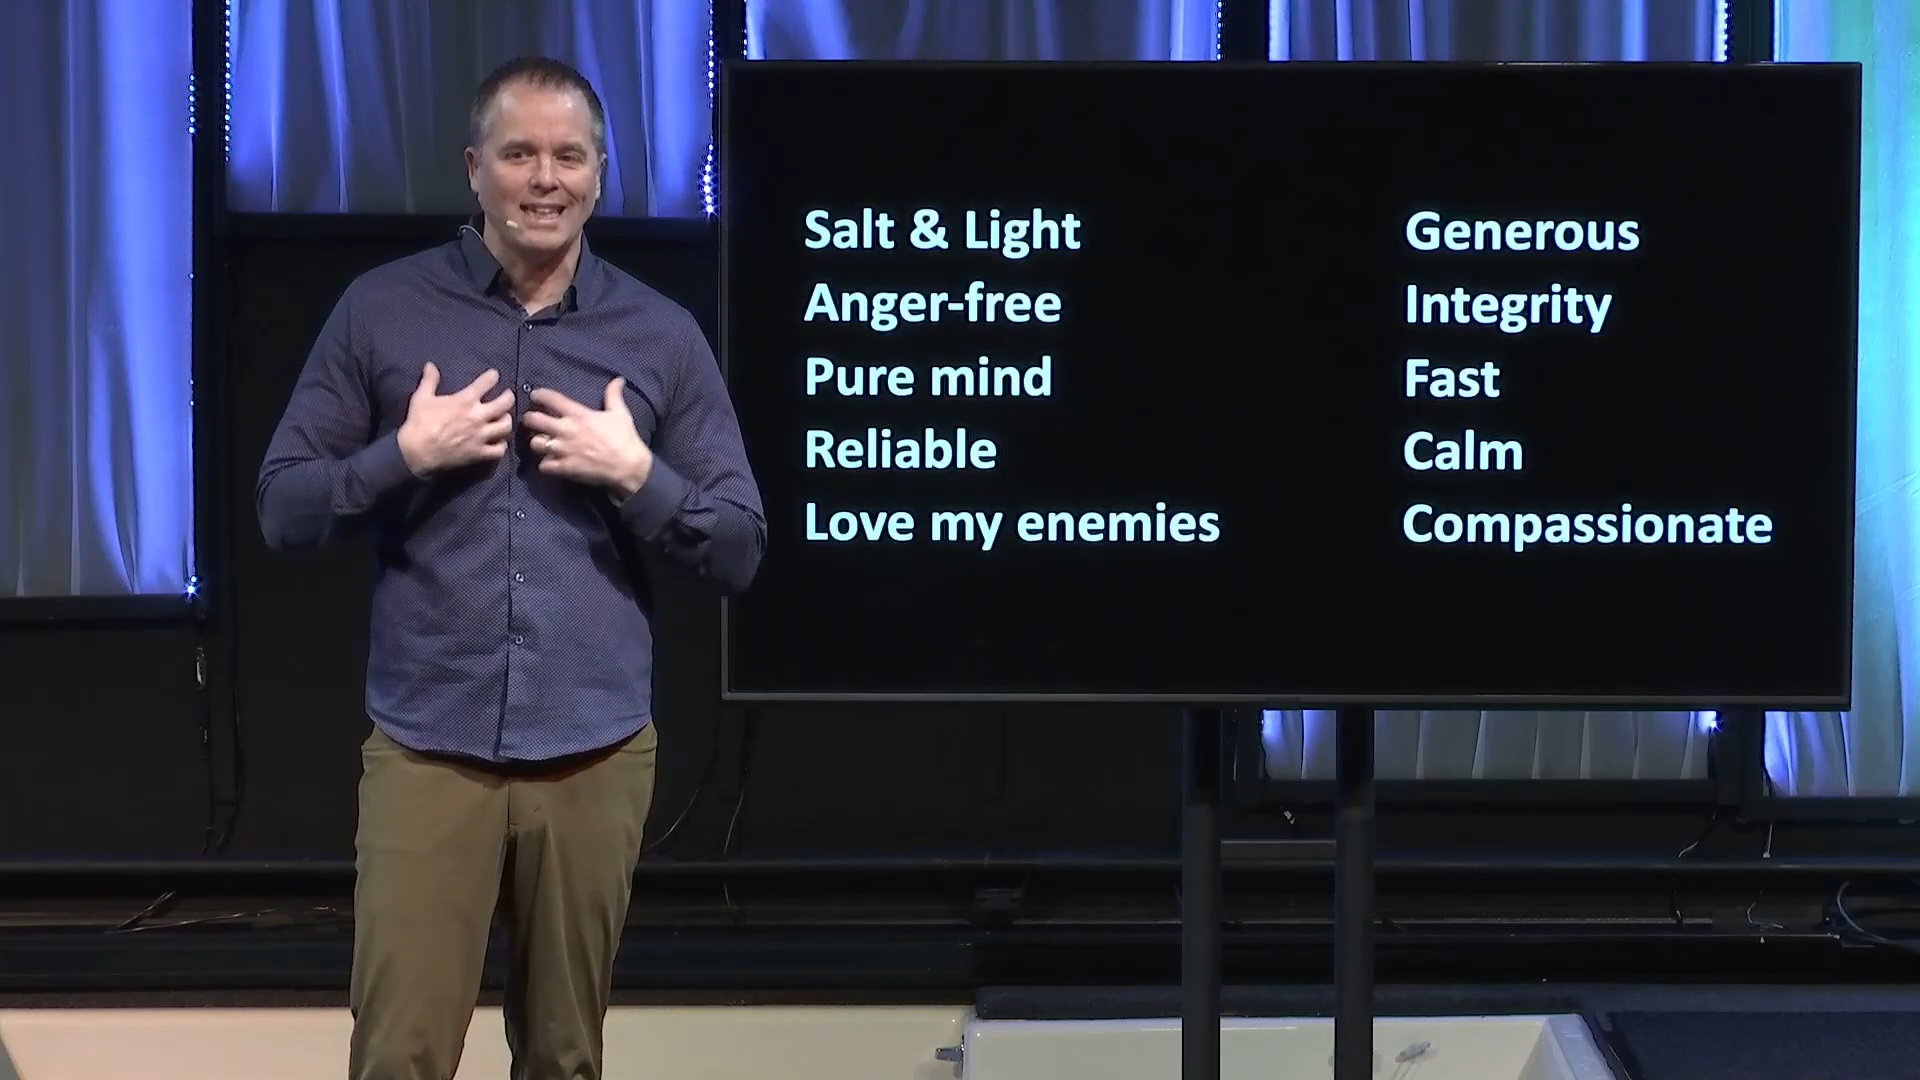 Salt & Light
Anger-free
Pure mind
Reliable
Love my enemies
Generous
Integrity
Fast
Calm
Compassionate